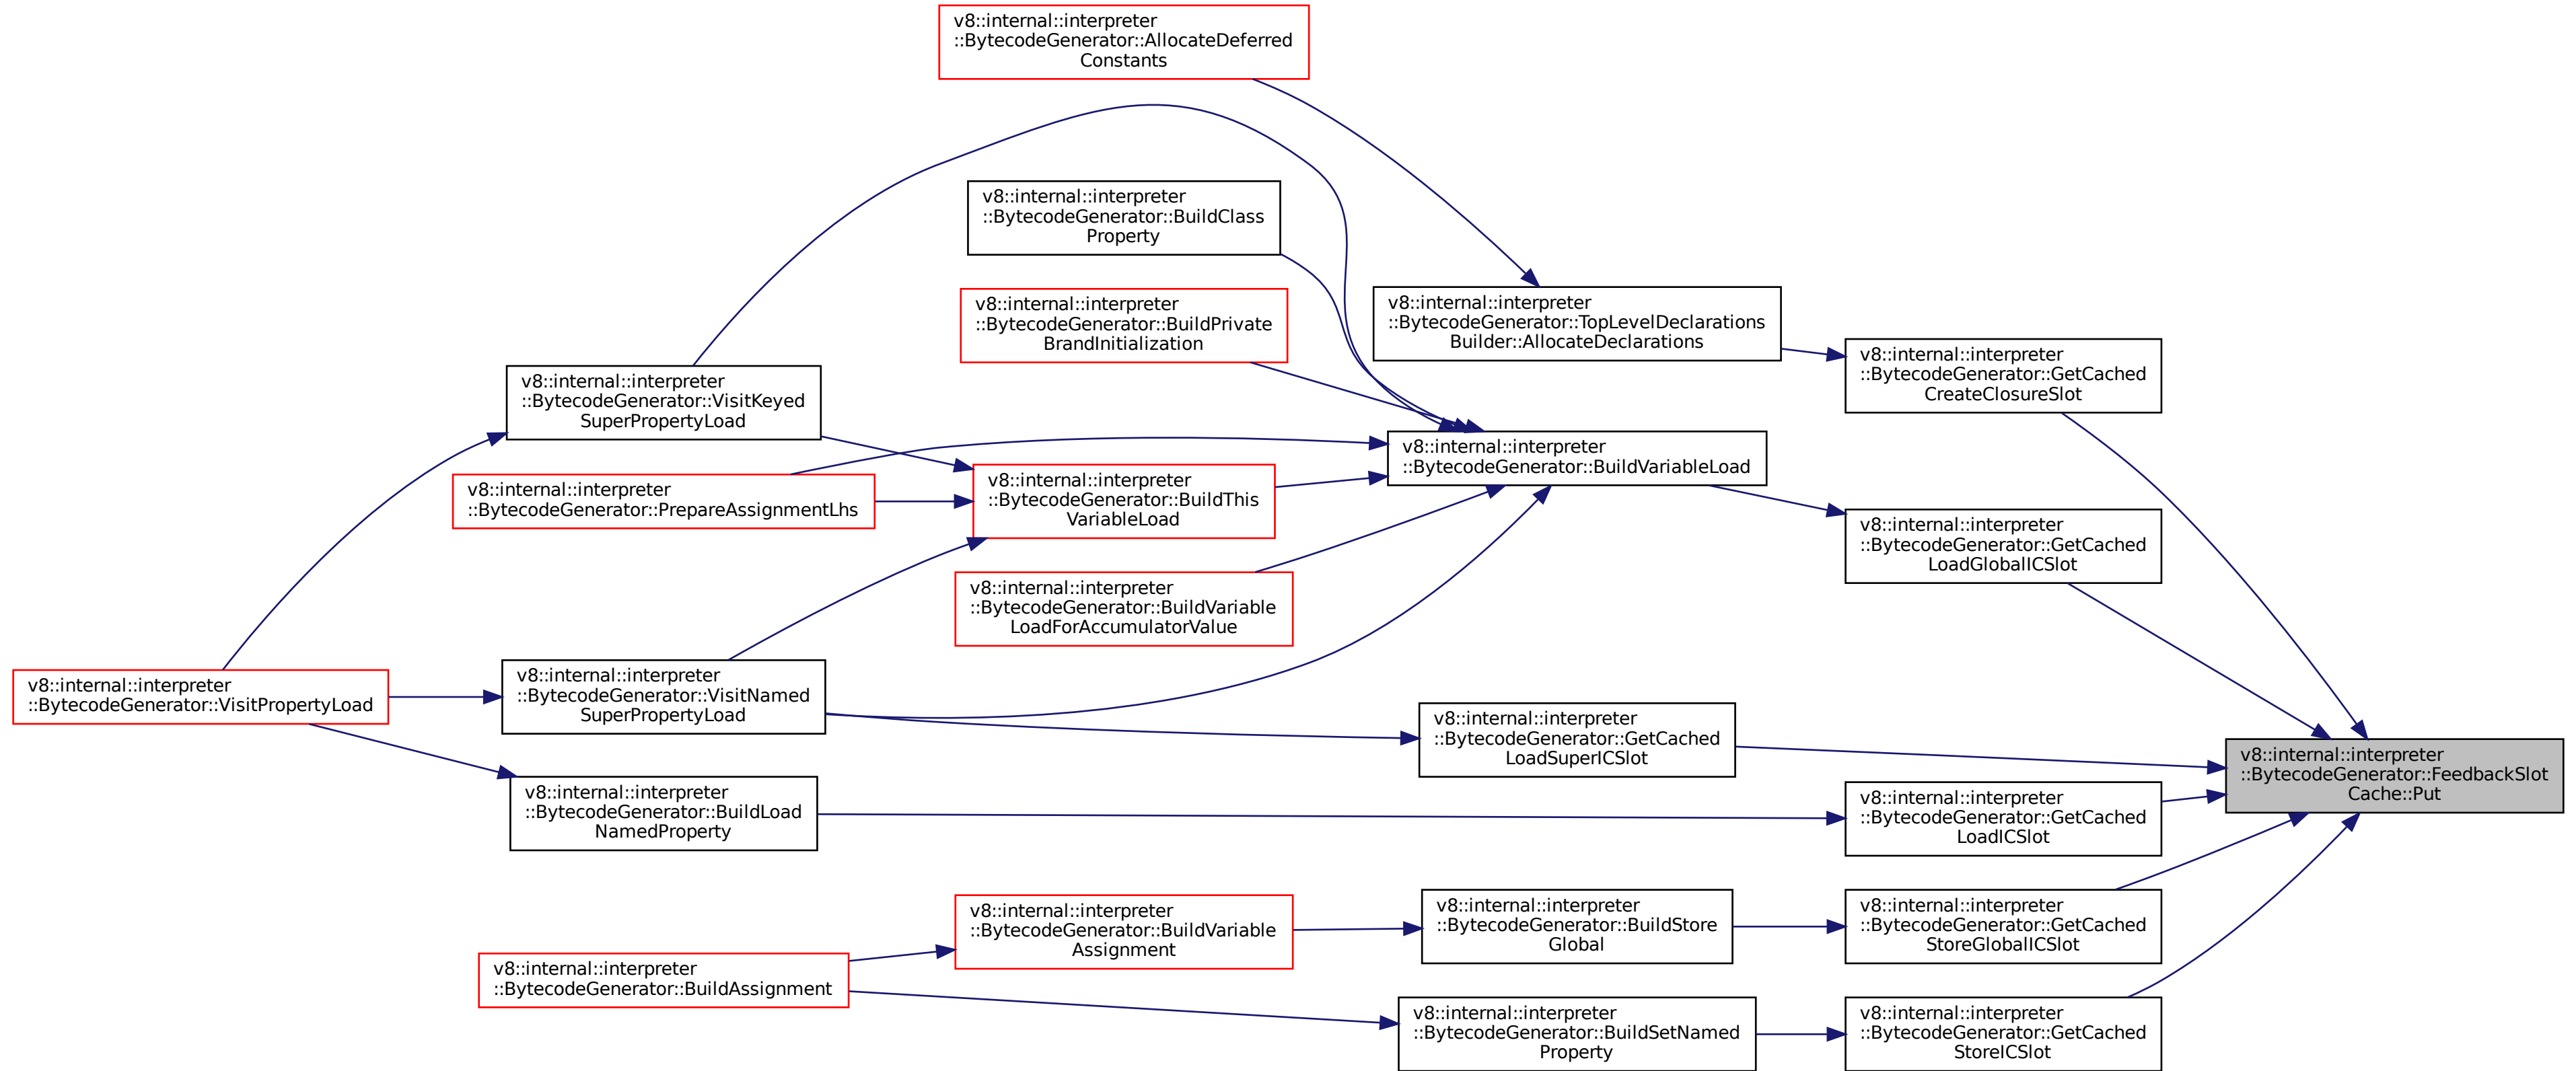 v8::internal::interpreter
::BytecodeGenerator::AllocateDeferred
Constants
v8::internal::interpreter
::BytecodeGenerator::BuildClass
Property
v8::internal::interpreter
::BytecodeGenerator::BuildPrivate
BrandInitialization
v8::internal::interpreter
::BytecodeGenerator::TopLevelDeclarations
Builder::AllocateDeclarations
v8::internal::interpreter
::BytecodeGenerator::GetCached
CreateClosureSlot
v8::internal::interpreter
::BytecodeGenerator::VisitKeyed
SuperPropertyLoad
v8::internal::interpreter
::BytecodeGenerator::BuildVariableLoad
v8::internal::interpreter
::BytecodeGenerator::PrepareAssignmentLhs
v8::internal::interpreter
::BytecodeGenerator::BuildThis
VariableLoad
v8::internal::interpreter
::BytecodeGenerator::GetCached
LoadGlobalICSlot
v8::internal::interpreter
::BytecodeGenerator::BuildVariable
LoadForAccumulatorValue
v8::internal::interpreter
::BytecodeGenerator::VisitPropertyLoad
v8::internal::interpreter
::BytecodeGenerator::VisitNamed
SuperPropertyLoad
v8::internal::interpreter
::BytecodeGenerator::GetCached
LoadSuperICSlot
v8::internal::interpreter
::BytecodeGenerator::FeedbackSlot
Cache::Put
v8::internal::interpreter
::BytecodeGenerator::BuildLoad
NamedProperty
v8::internal::interpreter
::BytecodeGenerator::GetCached
LoadICSlot
v8::internal::interpreter
::BytecodeGenerator::BuildVariable
Assignment
v8::internal::interpreter
::BytecodeGenerator::BuildStore
Global
v8::internal::interpreter
::BytecodeGenerator::GetCached
StoreGlobalICSlot
v8::internal::interpreter
::BytecodeGenerator::BuildAssignment
v8::internal::interpreter
::BytecodeGenerator::BuildSetNamed
Property
v8::internal::interpreter
::BytecodeGenerator::GetCached
StoreICSlot